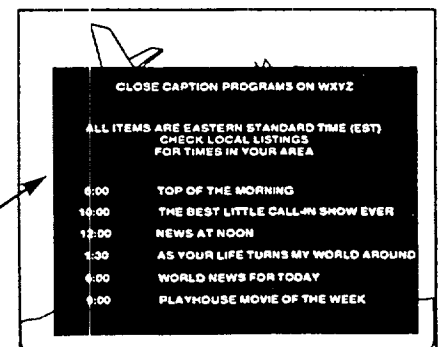 CLOSE CAPTION PROGRAMS ON WXYZ
ALL ITEMS ARE EASTERN STANDARD TIME (EST)
CHECK LOCAL LISTINGS
FOR TIMES IN YOUR AREA
6:00 TOP OF THE MORNING
10:00 THE BEST LITTLE CALL-IN SHOW EVER
12:00 NEWS AT NOON
1:30 AS YOUR LIFE TURNS MY WORLD AROUND
6:00 WORLD NEWS FOR TODAY
9:00 PLAYHOUSE MOVIE OF THE WEEK